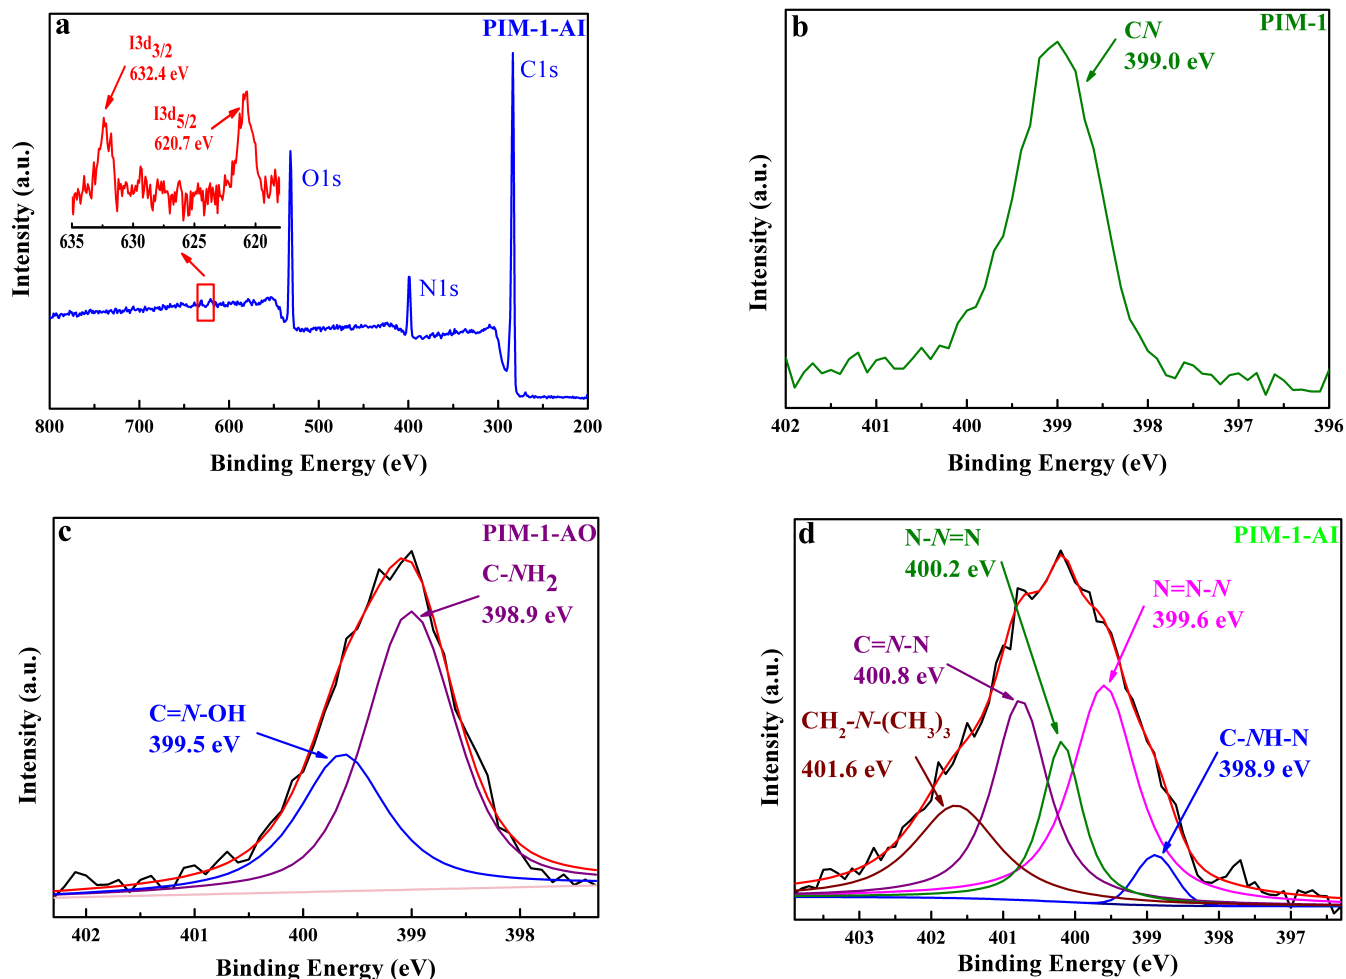 a
PIM-1-AI
I3d3/2
632.4 eV
I3d5/2
620.7 eV
C1s
O1s
N1s
635 630 625 620
Intensity (a.u.)
800 700 600 500 400 300 200
Binding Energy (eV)
b
PIM-1
CN
399.0 eV
Intensity (a.u.)
402 401 400 399 398 397 396
Binding Energy (eV)
c
PIM-1-AO
C-NH2
398.9 eV
C=N-OH
399.5 eV
Intensity (a.u.)
402 401 400 399 398
Binding Energy (eV)
d
PIM-1-AI
N-N=N
400.2 eV
N=N-N
399.6 eV
C=N-N
400.8 eV
CH2-N-(CH3)3
401.6 eV
C-NH-N
398.9 eV
Intensity (a.u.)
403 402 401 400 399 398 397
Binding Energy (eV)